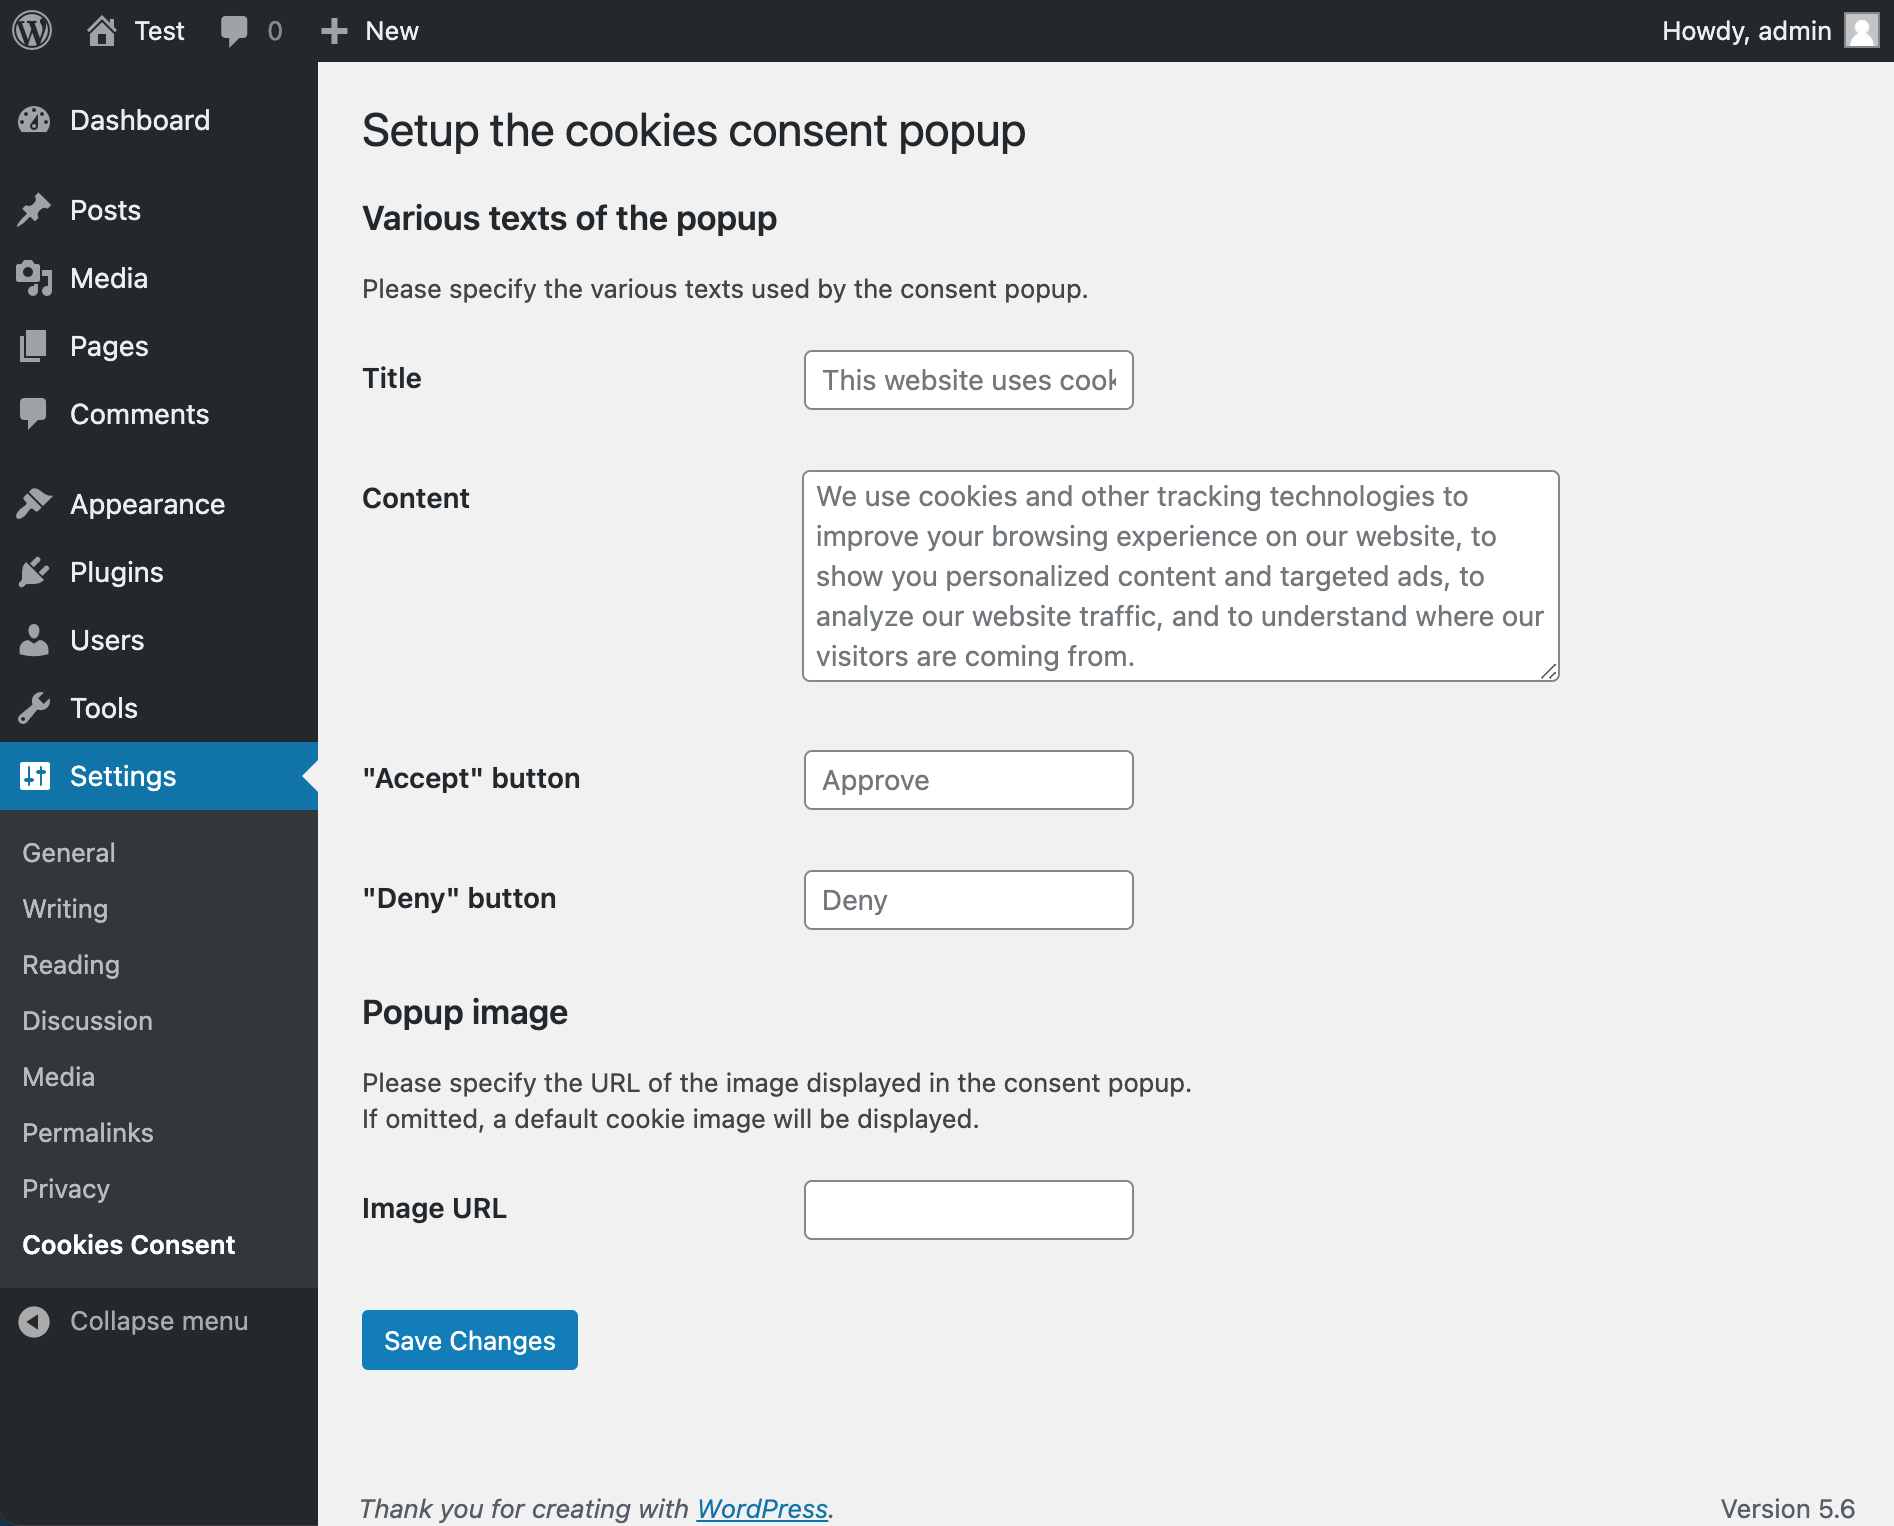 Test
0
New
Howdy, admin
Dashboard
Posts
Media
Pages
Comments
Appearance
Plugins
Users
Tools
Settings
General
Writing
Reading
Discussion
Media
Permalinks
Privacy
Cookies Consent
Collapse menu
Setup the cookies consent popup
Various texts of the popup
Please specify the various texts used by the consent popup.
Title
This website uses cook
Content
We use cookies and other tracking technologies to
improve your browsing experience on our website, to
show you personalized content and targeted ads, to
analyze our website traffic, and to understand where our
visitors are coming from.
"Accept" button
Approve
"Deny" button
Deny
Popup image
Please specify the URL of the image displayed in the consent popup.
If omitted, a default cookie image will be displayed.
Image URL
Save Changes
Thank you for creating with WordPress.
Version 5.6